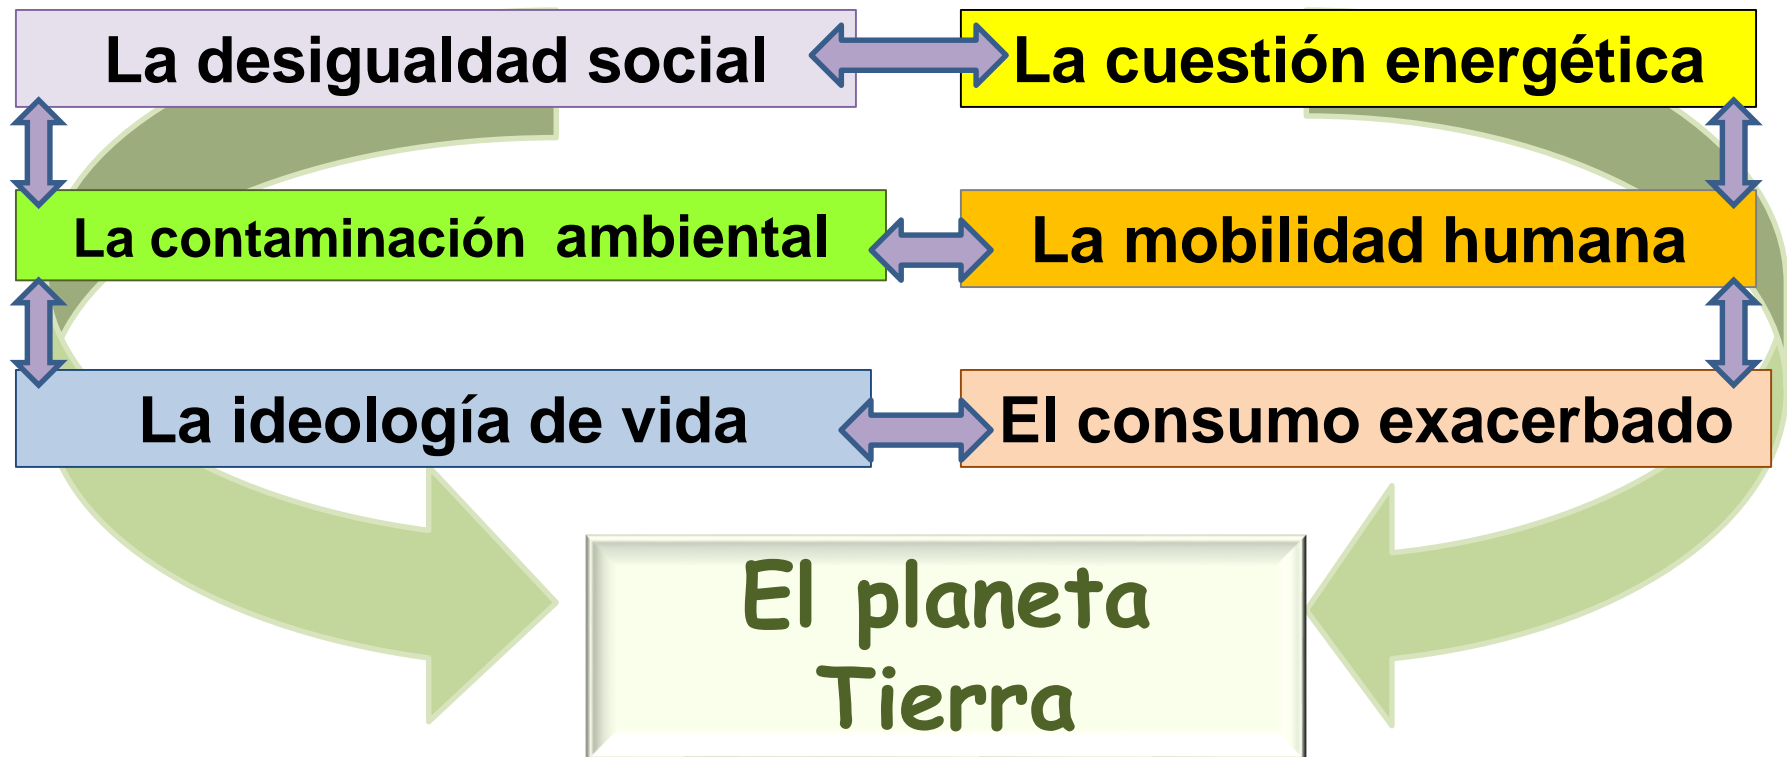 La desigualdad social
La cuestión energética
La contaminación ambiental
La mobilidad humana
La ideología de vida
El consumo exacerbado
El planeta
Tierra